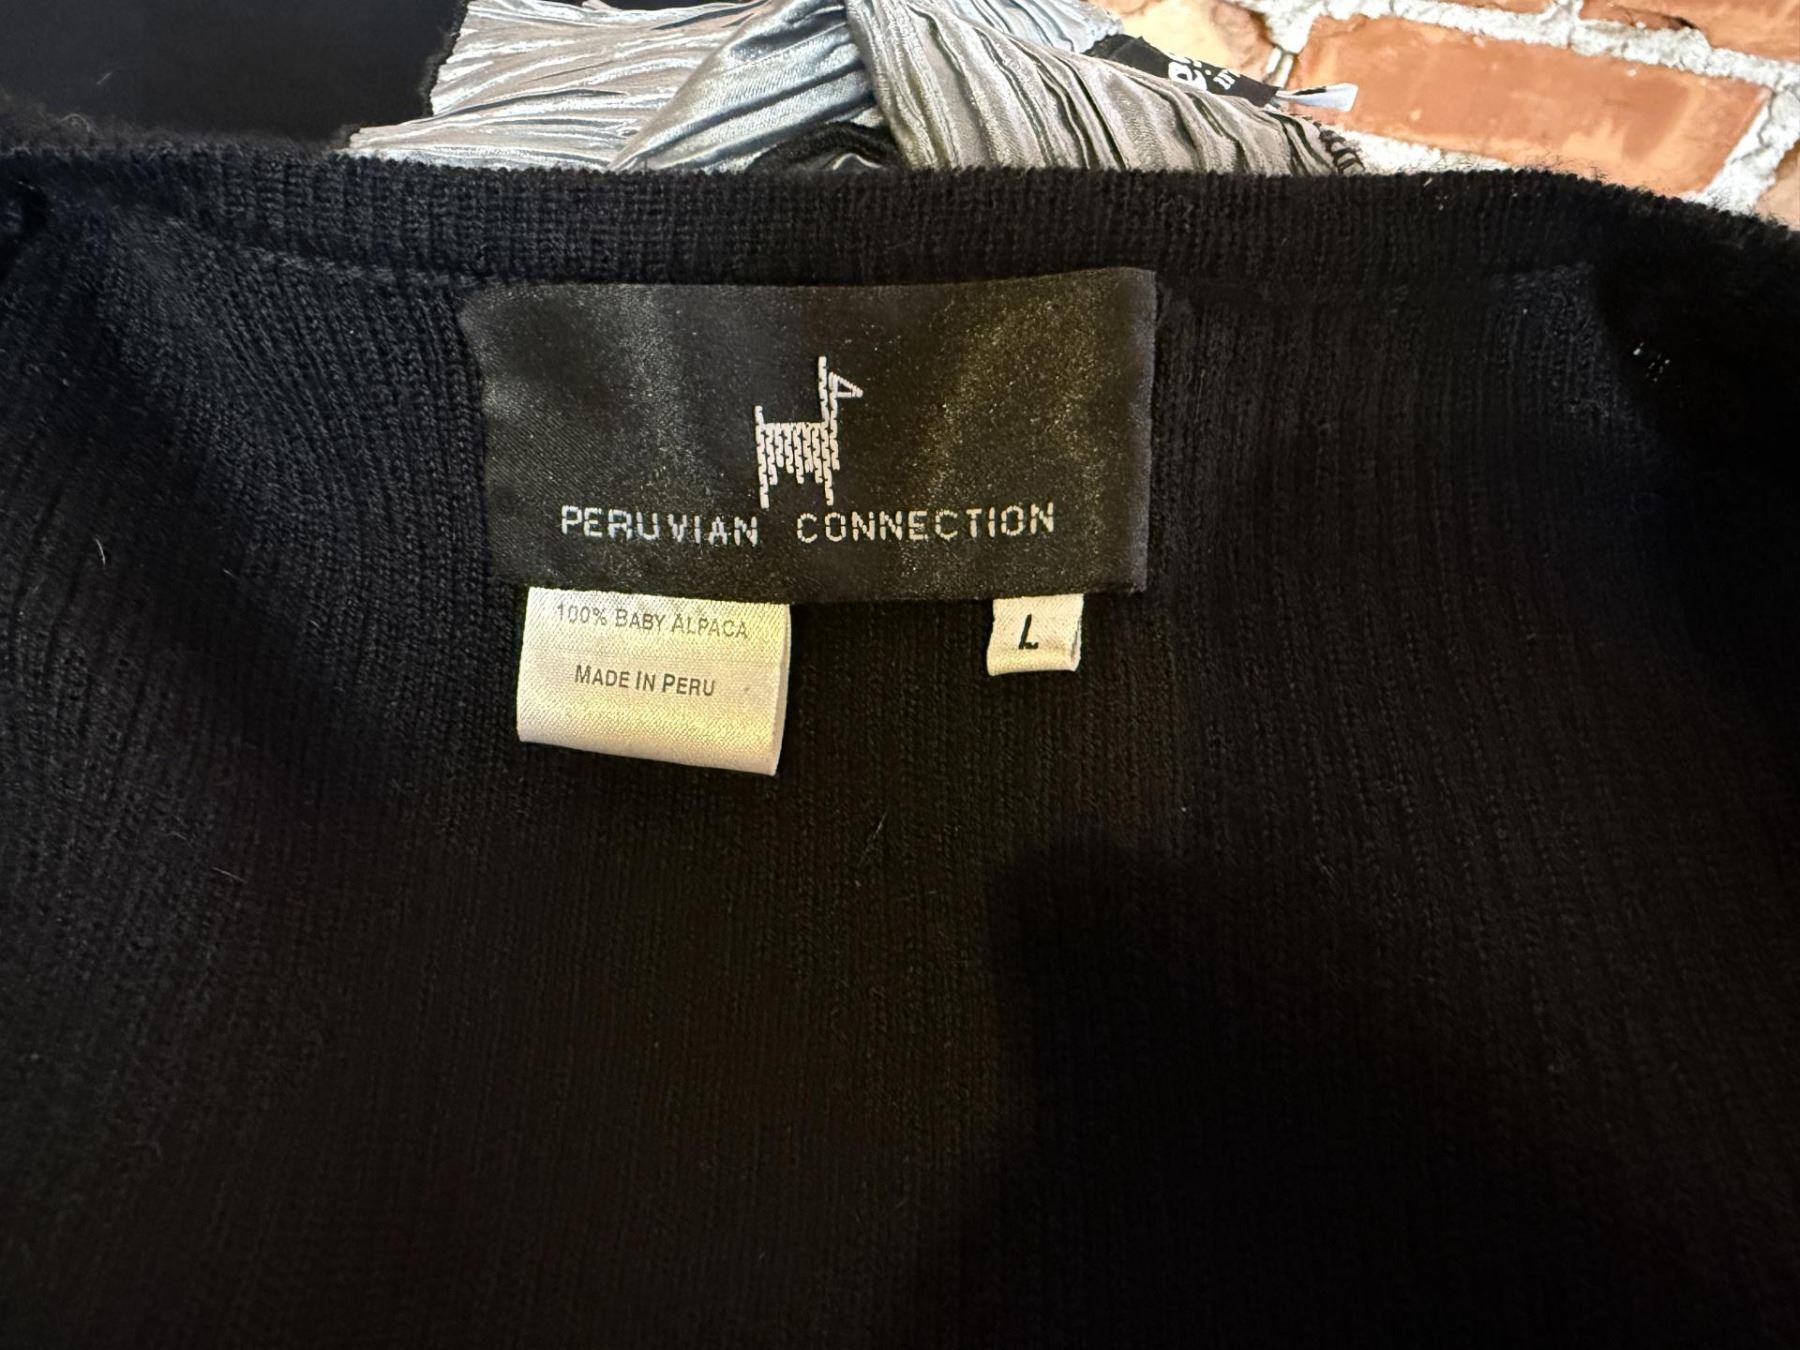 PERUVIAN CONNECTION
100% BABY ALPACA
MADE IN PERU
L